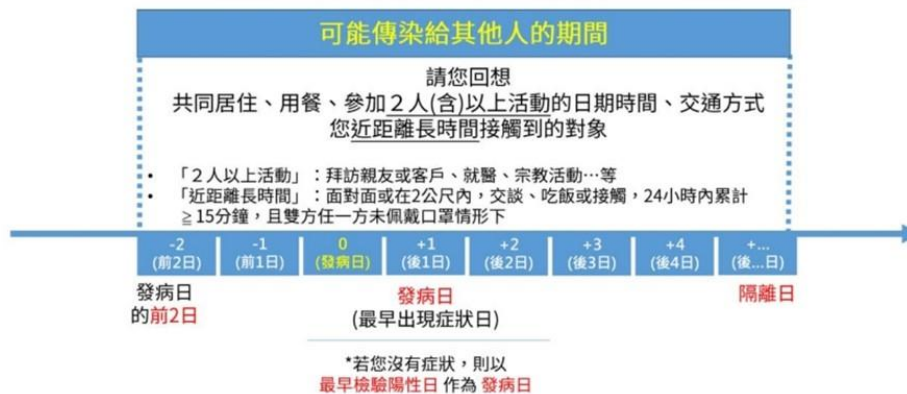 可能傳染給其他人的期間
請您回想
共同居住、用餐、參加2人(含)以上活動的日期時間、交通方式
您近距離長時間接觸到的對象
• 「2人以上活動」：拜訪親友或客戶、就醫、宗教活動…等
• 「近距離長時間」：面對面或在2公尺內，交談、吃飯或接觸，24小時內累計
≧15分鐘，且雙方任一方未佩戴口罩情形下
-2 -1 0 +1 +2 +3 +4 +...
(前2日) (前1日) (發病日) (後1日) (後2日) (後3日) (後4日) (後...日)
發病日 發病日 隔離日
的前2日 (最早出現症狀日)
*若您沒有症狀，則以
最早檢驗陽性日 作為 發病日